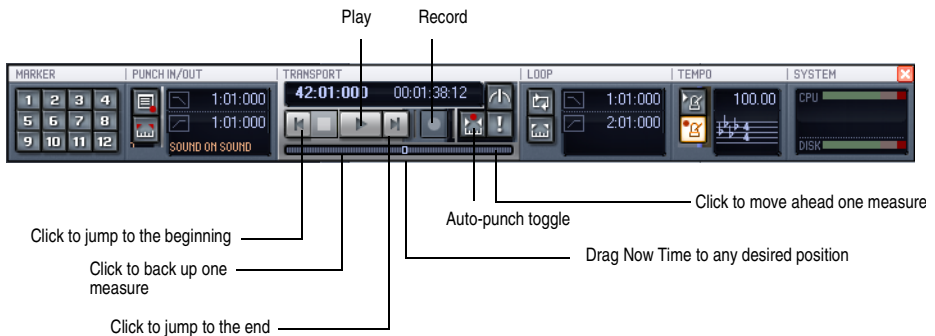 Play
Record
MARKER
PUNCH IN/OUT
TRANSPORT
LOOP
TEMPO
SYSTEM
1 2 3 4
5 6 7 8
9 10 11 12
1:01:000
1:01:000
SOUND ON SOUND
42:01:000 00:01:38:12
1:01:000
2:01:000
100.00
CPU
DISK
Click to move ahead one measure
Auto-punch toggle
Click to jump to the beginning
Drag Now Time to any desired position
Click to back up one
measure
Click to jump to the end